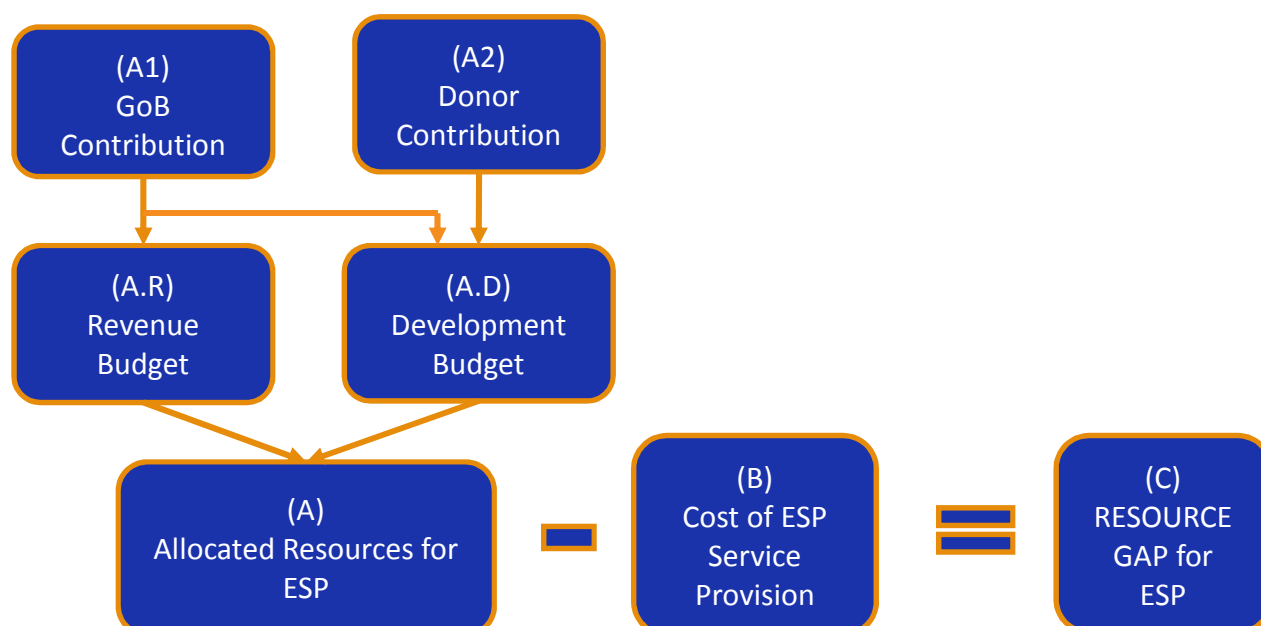 (A1)
GoB
Contribution
(A2)
Donor
Contribution
(A.R)
Revenue
Budget
(A.D)
Development
Budget
(A)
Allocated Resources for
ESP
(B)
Cost of ESP
Service
Provision
(C)
RESOURCE
GAP for
ESP